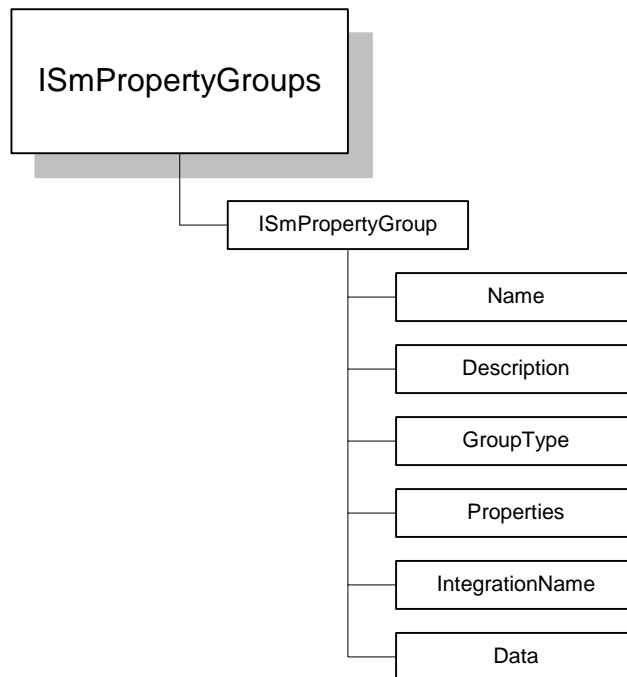 ISmPropertyGroups
ISmPropertyGroup
Name
Description
GroupType
Properties
IntegrationName
Data